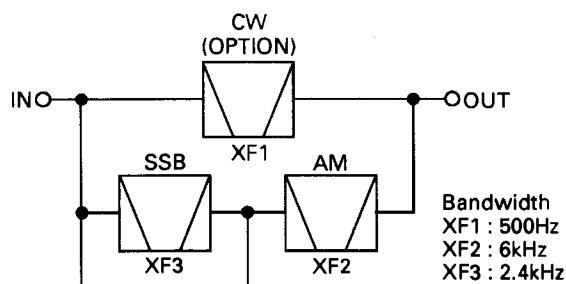 CW
(OPTION)
IN
OUT
XF1
SSB
AM
XF3
XF2
Bandwidth
XF1 : 500Hz
XF2 : 6kHz
XF3 : 2.4kHz